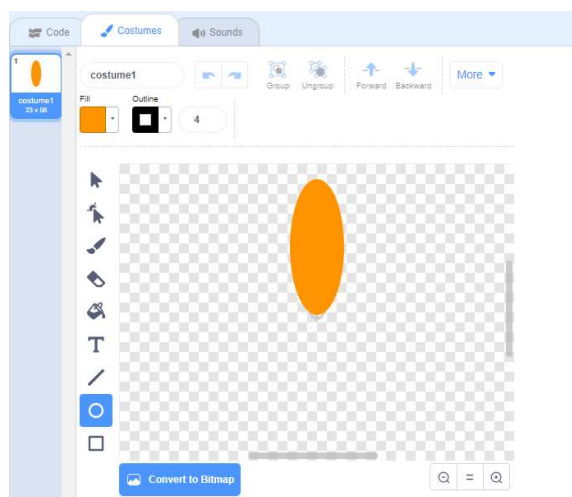 Code Costumes Sounds
1
costume1
Group Ungroup Forward Backward More
costume1
23 x 58
Fill Outline
4
T
Convert to Bitmap